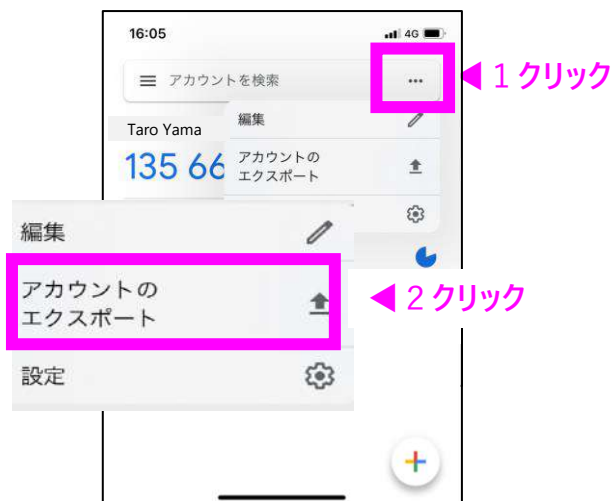 16:05
4G
アカウントを検索
1 クリック
Taro Yama
135 66
編集
アカウントの
エクスポート
編集
アカウントの
エクスポート
2 クリック
設定